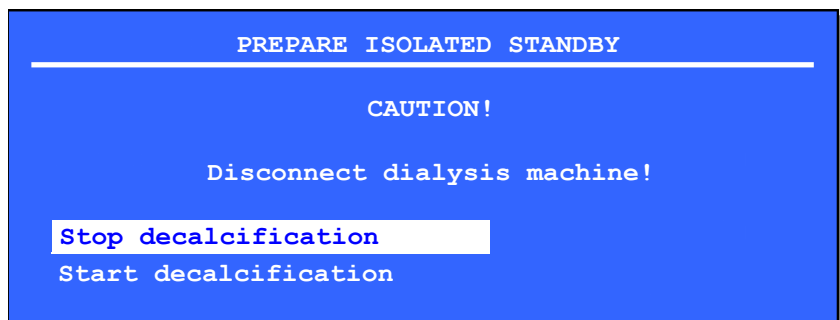 PREPARE ISOLATED STANDBY
CAUTION!
Disconnect dialysis machine!
Stop decalcification
Start decalcification